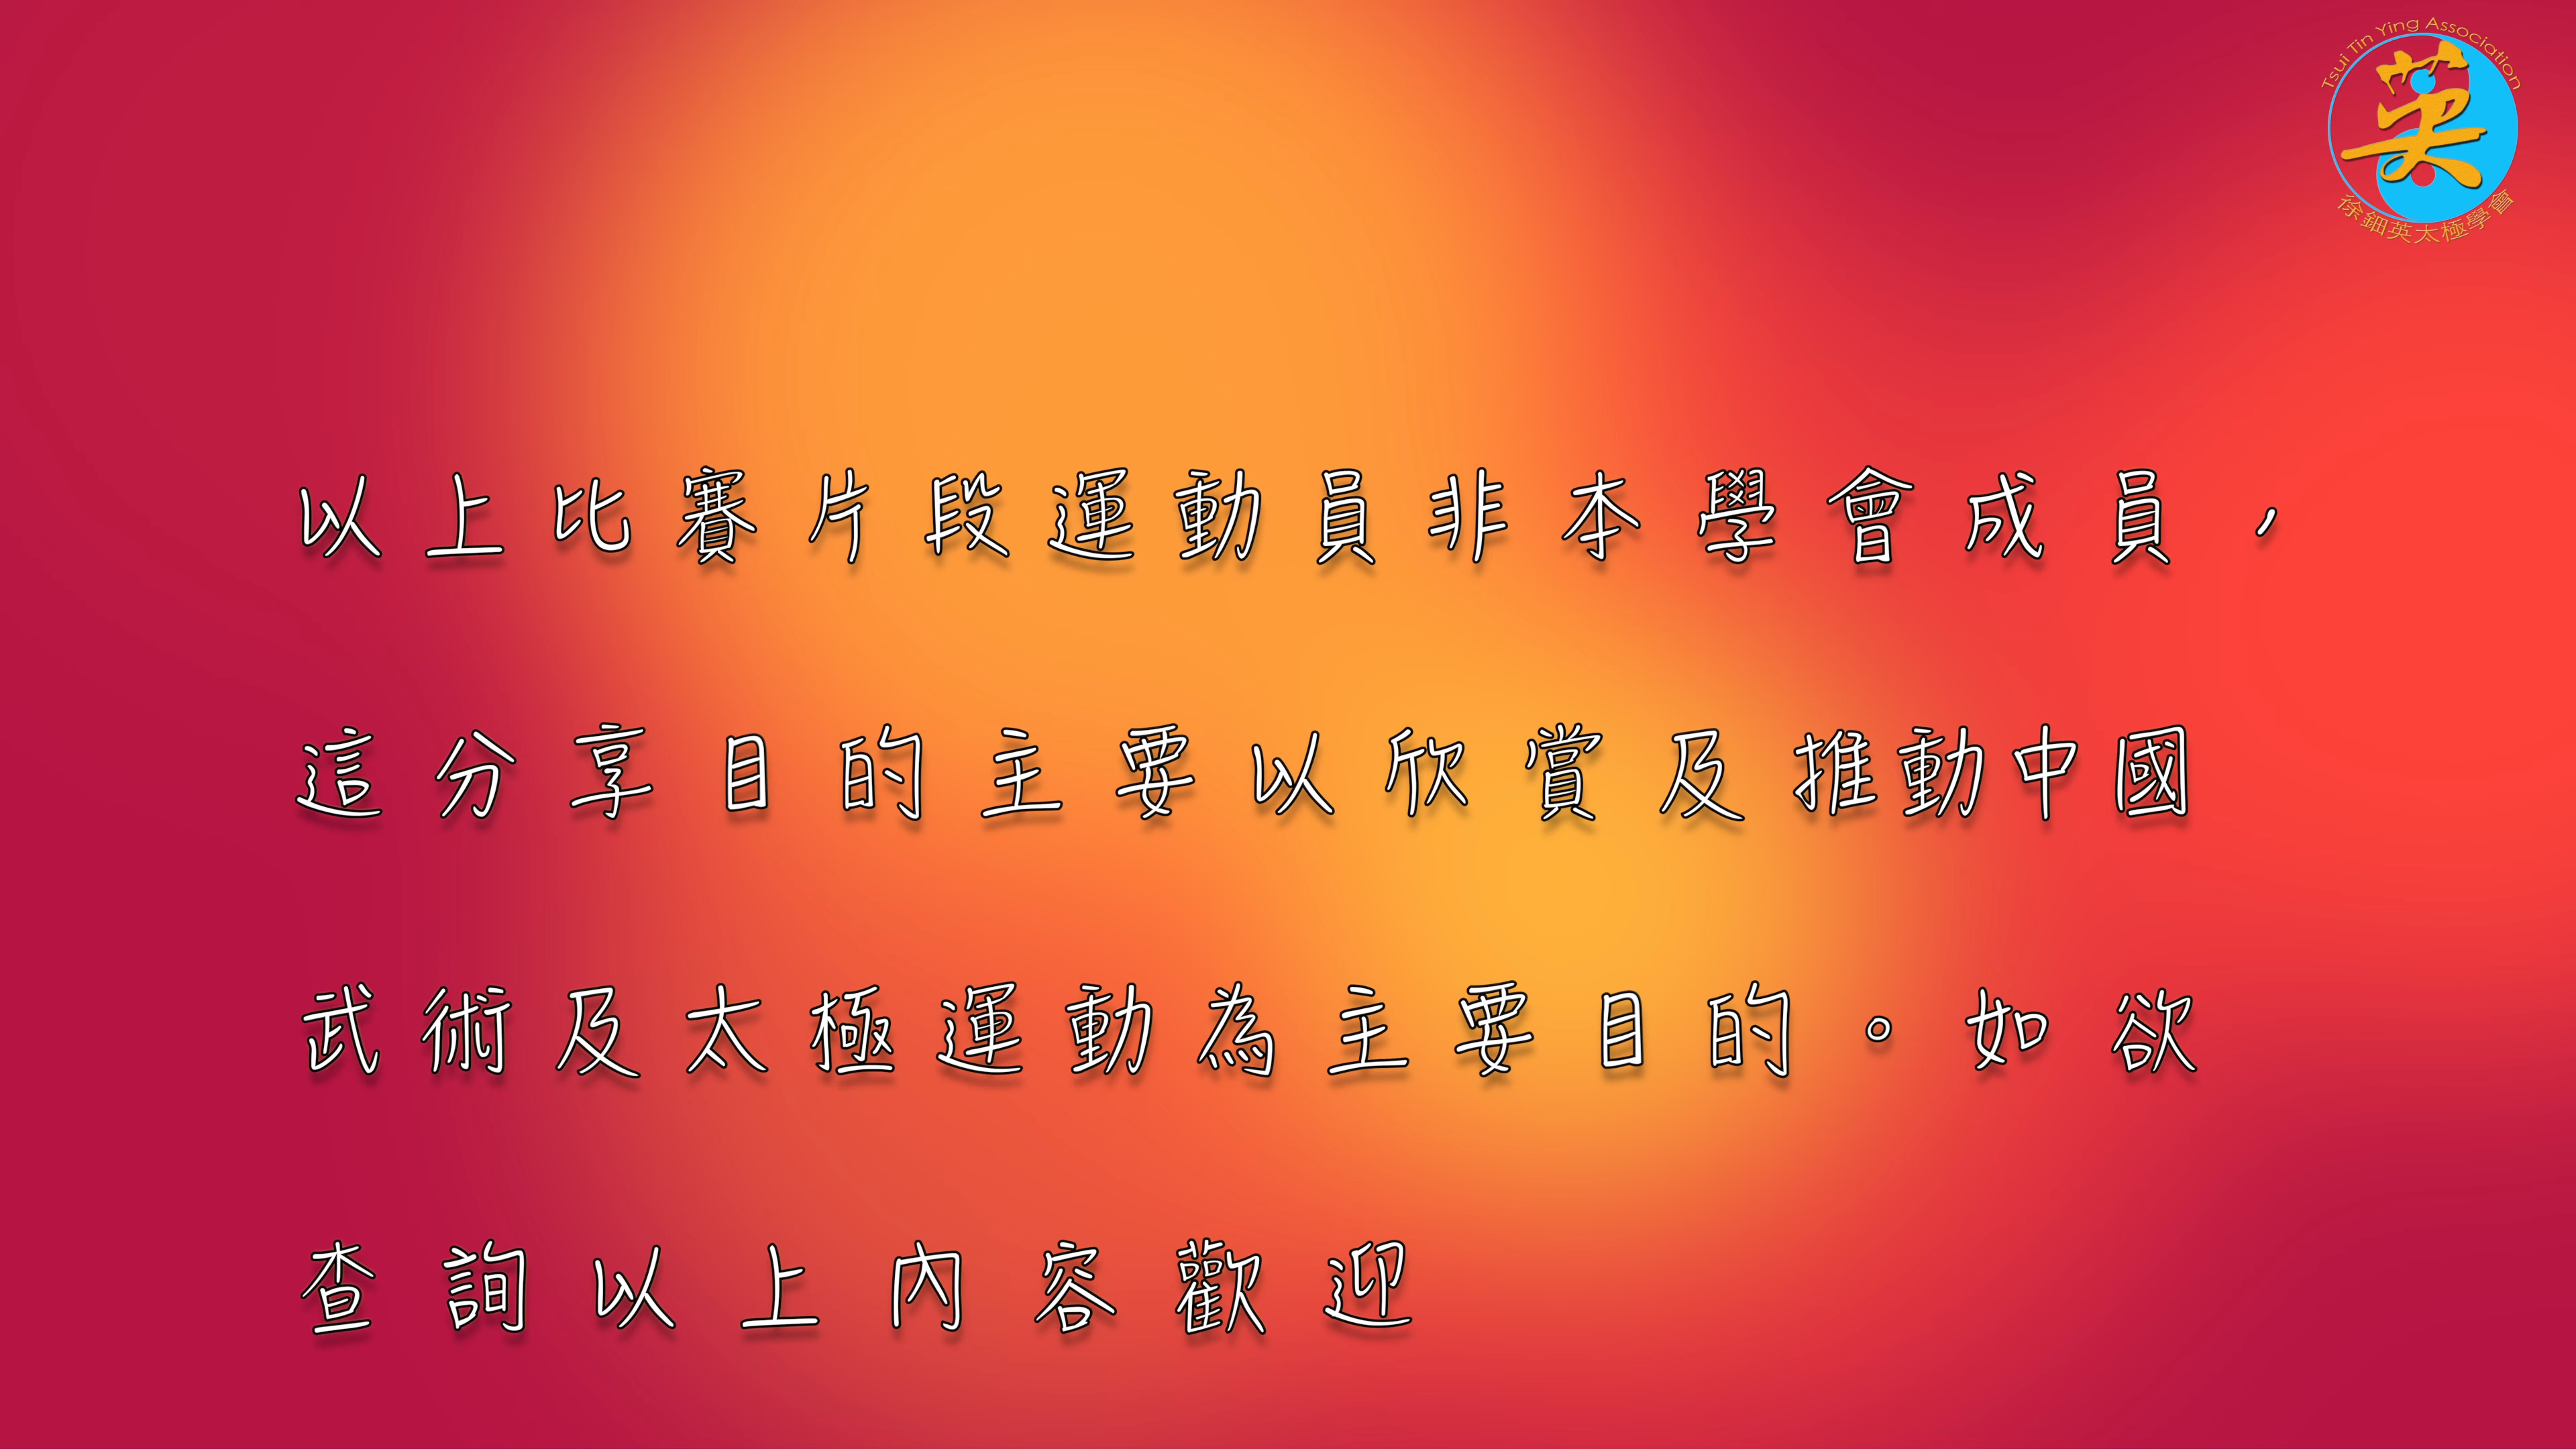 Tsui Tin Ying Association
英
徐鈿英太極學會
以上比賽片段運動員非本學會成員，
這分享目的主要以欣賞及推動中國
武術及太極運動為主要目的。如欲
查詢以上內容歡迎